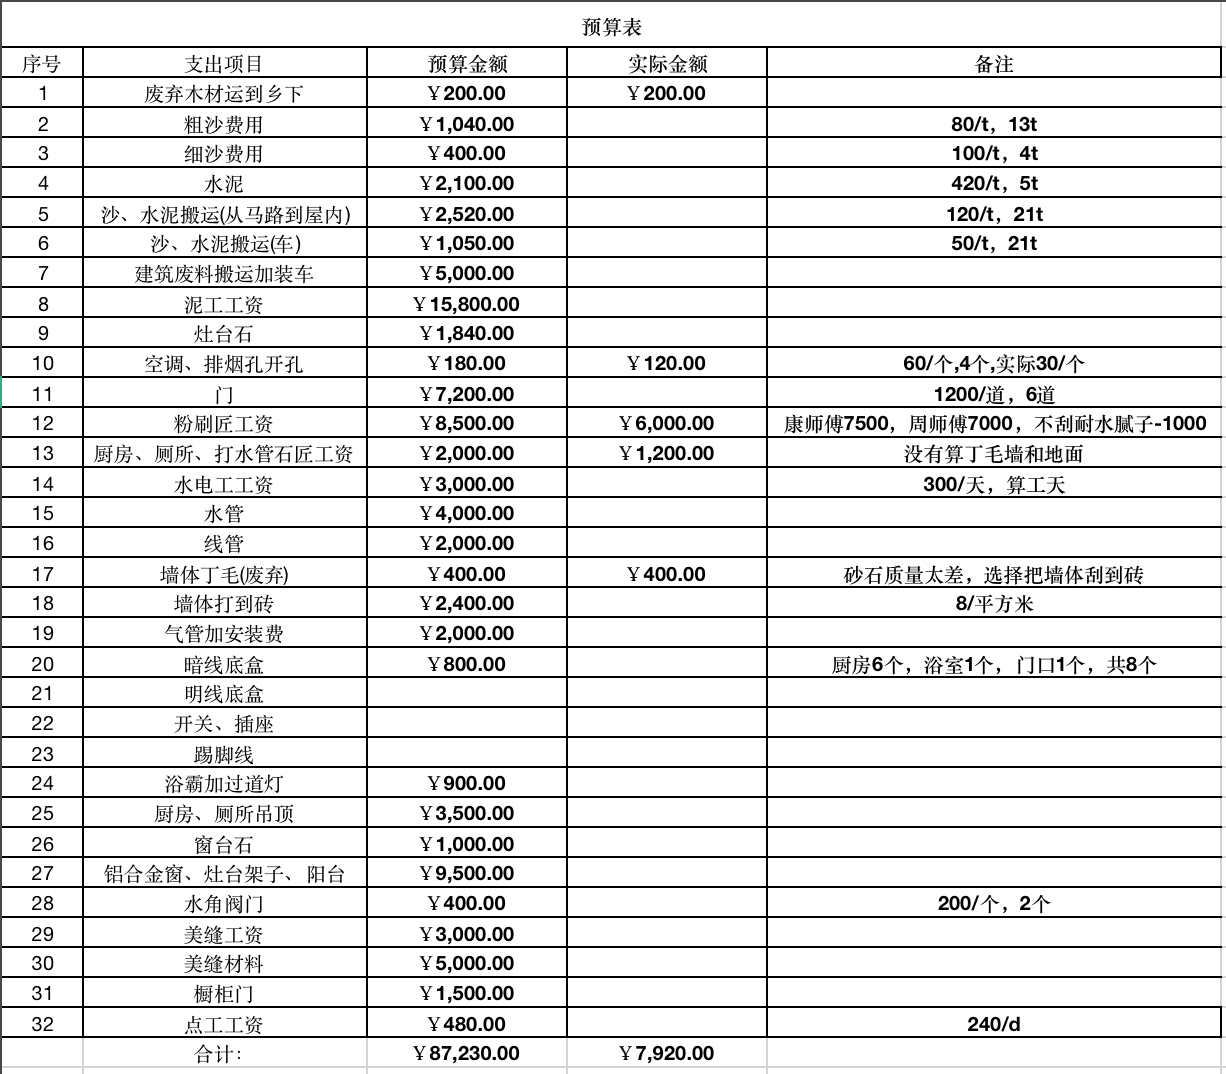 预算表
序号 支出项目 预算金额 实际金额 备注
1 废弃木材运到乡下 ￥200.00 ￥200.00
2 粗沙费用 ￥1,040.00 80/t，13t
3 细沙费用 ￥400.00 100/t，4t
4 水泥 ￥2,100.00 420/t，5t
5 沙、水泥搬运(从马路到屋内) ￥2,520.00 120/t，21t
6 沙、水泥搬运(车) ￥1,050.00 50/t，21t
7 建筑废料搬运加装车 ￥5,000.00
8 泥工工资 ￥15,800.00
9 灶台石 ￥1,840.00
10 空调、排烟孔开孔 ￥180.00 ￥120.00 60/个,4个,实际30/个
11 门 ￥7,200.00 1200/道，6道
12 粉刷匠工资 ￥8,500.00 ￥6,000.00 康师傅7500，周师傅7000，不刮耐水腻子-1000
13 厨房、厕所、打水管石匠工资 ￥2,000.00 ￥1,200.00 没有算丁毛墙和地面
14 水电工工资 ￥3,000.00 300/天，算工天
15 水管 ￥4,000.00
16 线管 ￥2,000.00
17 墙体丁毛(废弃) ￥400.00 ￥400.00 砂石质量太差，选择把墙体刮到砖
18 墙体打到砖 ￥2,400.00 8/平方米
19 气管加安装费 ￥2,000.00
20 暗线底盒 ￥800.00 厨房6个，浴室1个，门口1个，共8个
21 明线底盒
22 开关、插座
23 踢脚线
24 浴霸加过道灯 ￥900.00
25 厨房、厕所吊顶 ￥3,500.00
26 窗台石 ￥1,000.00
27 铝合金窗、灶台架子、阳台 ￥9,500.00
28 水角阀门 ￥400.00 200/个，2个
29 美缝工资 ￥3,000.00
30 美缝材料 ￥5,000.00
31 橱柜门 ￥1,500.00
32 点工工资 ￥480.00 240/d
合计： ￥87,230.00 ￥7,920.00